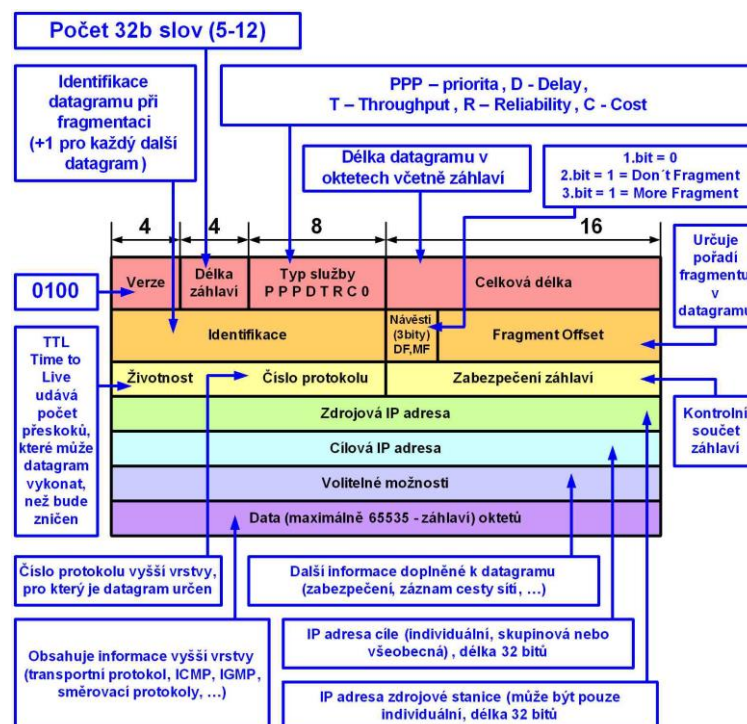 Počet 32b slov (5-12)
Identifikace
datagramu při
fragmentaci
(+1 pro každý další
datagram)
PPP – priorita, D - Delay,
T – Throughput, R – Reliability, C - Cost
Délka datagramu v
oktetech včetně záhlaví
1.bit = 0
2.bit = 1 = Don´t Fragment
3.bit = 1 = More Fragment
4
4
8
16
Určuje
pořadí
fragmentu
v
datagramu
0100
Verze
Délka
záhlaví
Typ služby
P P P D T R C 0
Celková délka
Identifikace
Návěstí
(3bity)
DF,MF
Fragment Offset
TTL
Time to
Live
udává
počet
přeskoků,
které může
datagram
vykonat,
než bude
zničen
Životnost
Číslo protokolu
Zabezpečení záhlaví
Kontrolní
součet
záhlaví
Zdrojová IP adresa
Cílová IP adresa
Volitelné možnosti
Data (maximálně 65535 - záhlaví) oktetů
Číslo protokolu vyšší vrstvy,
pro který je datagram určen
Další informace doplněné k datagramu
(zabezpečení, záznam cesty sítí, ...)
Obsahuje informace vyšší vrstvy
(transportní protokol, ICMP, IGMP,
směrovací protokoly, ...)
IP adresa cíle (individuální, skupinová nebo
všeobecná), délka 32 bitů
IP adresa zdrojové stanice (může být pouze
individuální, délka 32 bitů